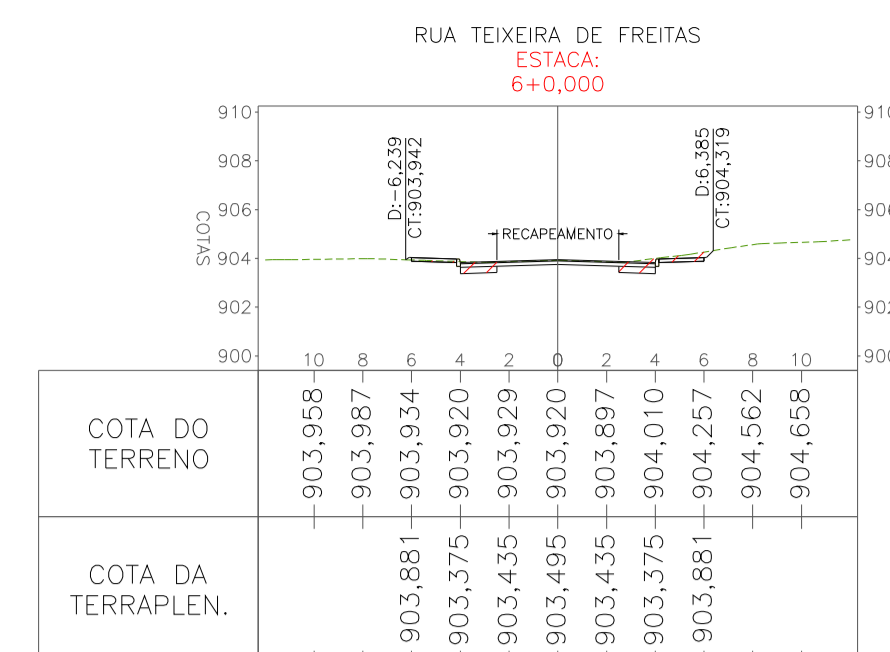 RUA TEIXEIRA DE FREITAS
ESTACA:
6+0,000
910
908
906
904
902
900
COTAS
D:-6,239
CT:903,942
RECAPEAMENTO
D:6,385
CT:904,319
910
908
906
904
902
900
10 8 6 4 2 0 2 4 6 8 10
COTA DO
TERRENO
903,958 903,987 903,934 903,920 903,929 903,920 903,897 904,010 904,257 904,562 904,658
COTA DA
TERRAPLEN.
903,881 903,375 903,435 903,495 903,435 903,375 903,881